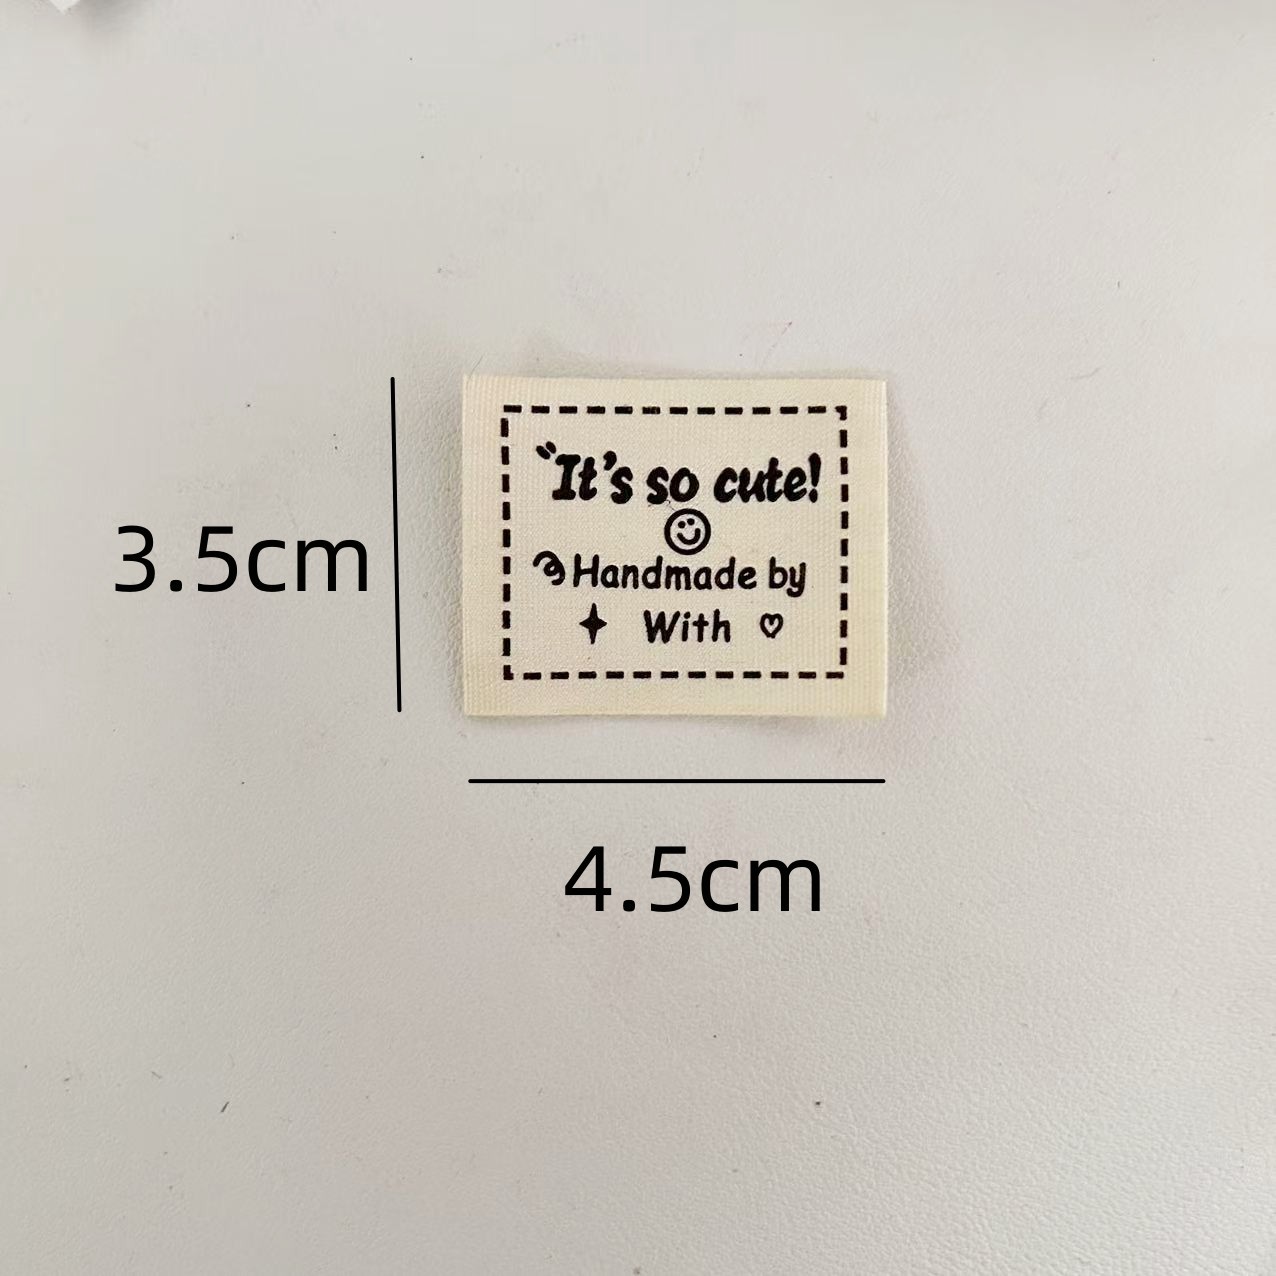 "It's so cute!
Handmade by
With
3.5cm
4.5cm